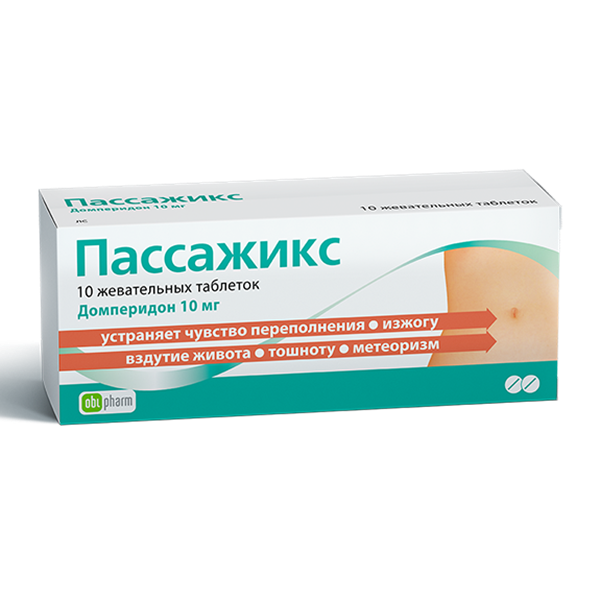 Пассажикс
Домперидон 10 мг
10 жевательных таблеток
лс
Пассажикс
10 жевательных таблеток
Домперидон 10 мг
устраняет чувство переполнения • изжогу
вздутие живота • тошноту • метеоризм
obl pharm